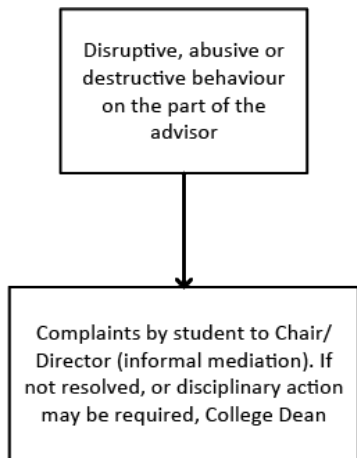 Disruptive, abusive or
destructive behaviour
on the part of the
advisor
Complaints by student to Chair/
Director (informal mediation). If
not resolved, or disciplinary action
may be required, College Dean